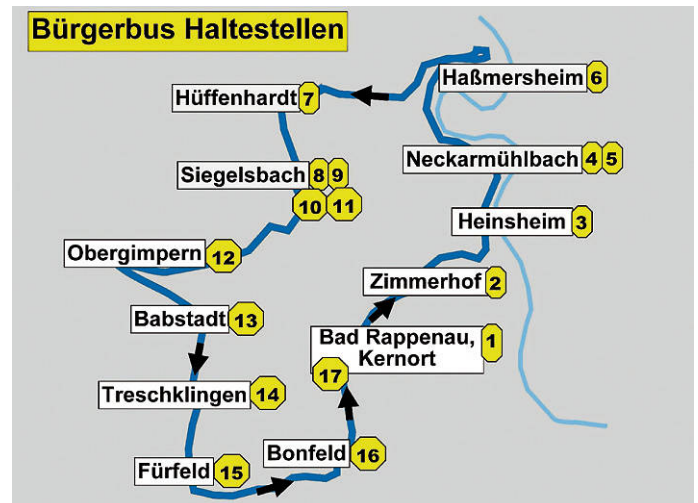 Bürgerbus Haltestellen
Haßmersheim 6
Hüffenhardt 7
Neckarmühlbach 4 5
Siegelsbach 8 9
10 11
Heinsheim 3
Obergimpern 12
Zimmerhof 2
Babstadt 13
Bad Rappenau, 1
Kernort
17
Treschklingen 14
Bonfeld 16
Fürfeld 15